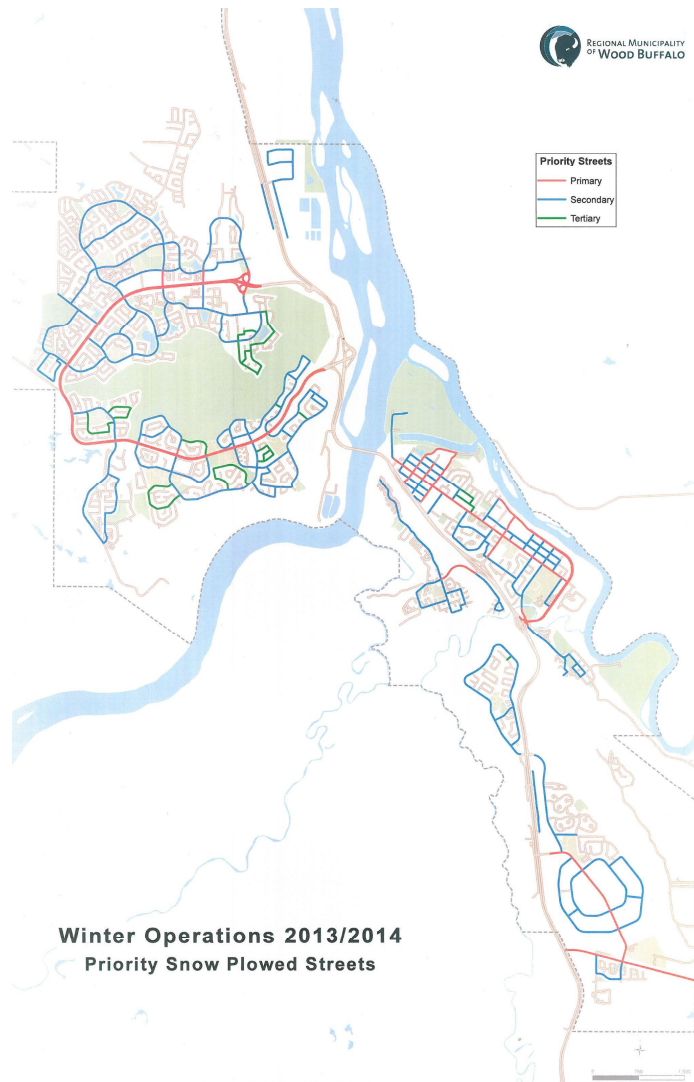 REGIONAL MUNICIPALITY
OF WOOD BUFFALO
Priority Streets
Primary
Secondary
Tertiary
Winter Operations 2013/2014
Priority Snow Plowed Streets